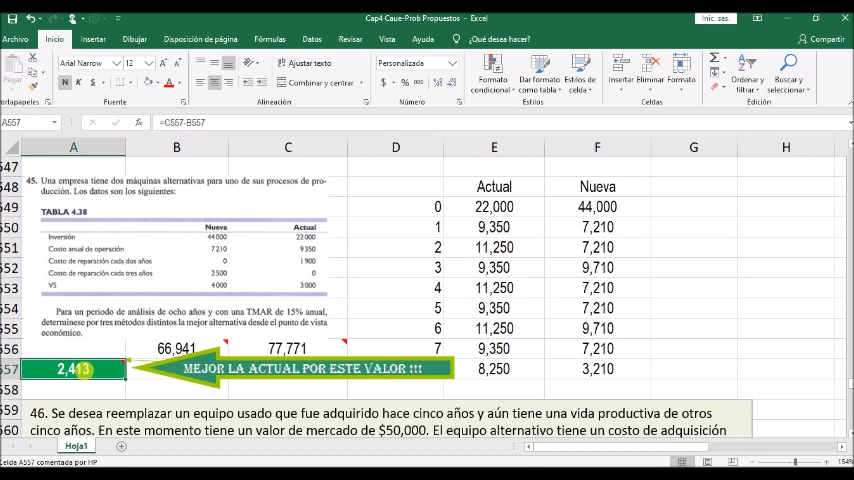 Cap4 Caue-Prob Propuestos - Excel
Inic. ses.
Archivo Inicio Insertar Dibujar Disposición de página Fórmulas Datos Revisar Vista Ayuda ¿Qué desea hacer? Compartir
Pegar
Arial Narrow 12
N K S
Ajustar texto
Combinar y centrar
Personalizada
$ % 000
Formato condicional
Dar formato como tabla
Estilos de celda
Insertar Eliminar Formato
Ordenar y filtrar
Buscar y seleccionar
ortapapeles Fuente Alineación Número Estilos Celdas Edición
A557 fx =C557-B557
A B C D E F G H
547
548 Actual Nueva
549 0 22,000 44,000
550 1 9,350 7,210
551 2 11,250 7,210
552 3 9,350 9,710
553 4 11,250 7,210
554 5 9,350 7,210
555 6 11,250 9,710
556 66,941 77,771 7 9,350 7,210
557 2,413 8,250 3,210
558
559
560
45. Una empresa tiene dos máquinas alternativas para uno de sus procesos de pro-
ducción. Los datos son los siguientes:
TABLA 4.38
Nueva Actual
Inversión 44000 22000
Costo anual de operación 7210 9350
Costo de reparación cada dos años 0 1900
Costo de reparación cada tres años 2500 0
VS 4000 3000
Para un periodo de análisis de ocho años y con una TMAR de 15% anual,
determínese por tres métodos distintos la mejor alternativa desde el punto de vista
económico.
MEJOR LA ACTUAL POR ESTE VALOR !!!
46. Se desea reemplazar un equipo usado que fue adquirido hace cinco años y aún tiene una vida productiva de otros
cinco años. En este momento tiene un valor de mercado de $50,000. El equipo alternativo tiene un costo de adquisición
Hoja1
Celda A557 comentada por HP
154%